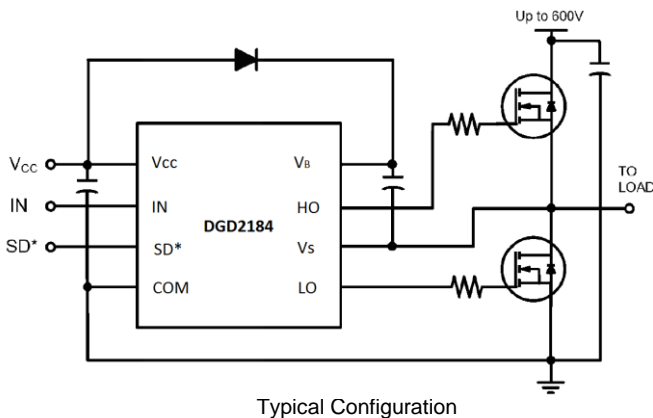 Up to 600V
VCC
IN
SD*
Vcc
IN
SD*
COM
DGD2184
VB
HO
Vs
LO
TO
LOAD
Typical Configuration